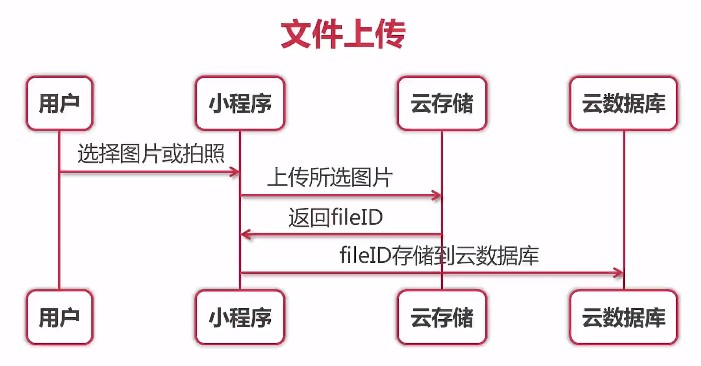 文件上传
用户 小程序 云存储 云数据库
选择图片或拍照
上传所选图片
返回fileID
fileID存储到云数据库
用户 小程序 云存储 云数据库